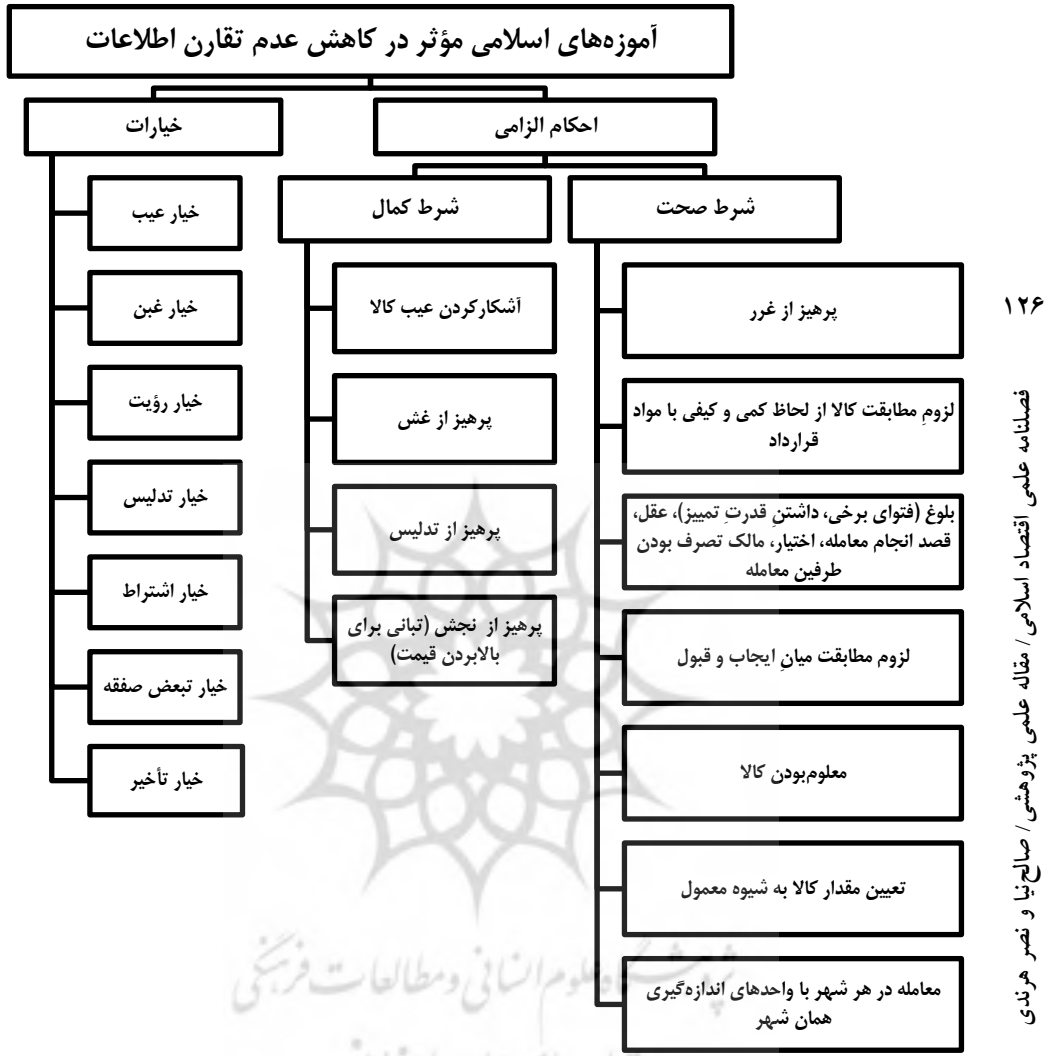 آموزه‌های اسلامی مؤثر در کاهش عدم تقارن اطلاعات
احکام الزامی
خیارات
شرط صحت
شرط کمال
پرهیز از غرر
لزومِ مطابقت کالا از لحاظ کمی و کیفی با مواد
قرارداد
بلوغ (فتوای برخی، داشتنِ قدرتِ تمییز)، عقل،
قصد انجام معامله، اختیار، مالک تصرف بودن
طرفین معامله
لزوم مطابقت میانِ ایجاب و قبول
معلوم‌بودن کالا
تعیین مقدار کالا به شیوه معمول
معامله در هر شهر با واحدهای اندازه‌گیری
همان شهر
آشکارکردن عیب کالا
پرهیز از غش
پرهیز از تدلیس
پرهیز از نجش (تبانی برای
بالابردن قیمت)
خیار عیب
خیار غبن
خیار رؤیت
خیار تدلیس
خیار اشتراط
خیار تبعض صفقه
خیار تأخیر
۱۲۶
فصلنامه علمی اقتصاد اسلامی/ مقاله علمی پژوهشی/ صالح‌نیا و نصر هرندی
پژوهشگاه علوم انسانی و مطالعات فرهنگی